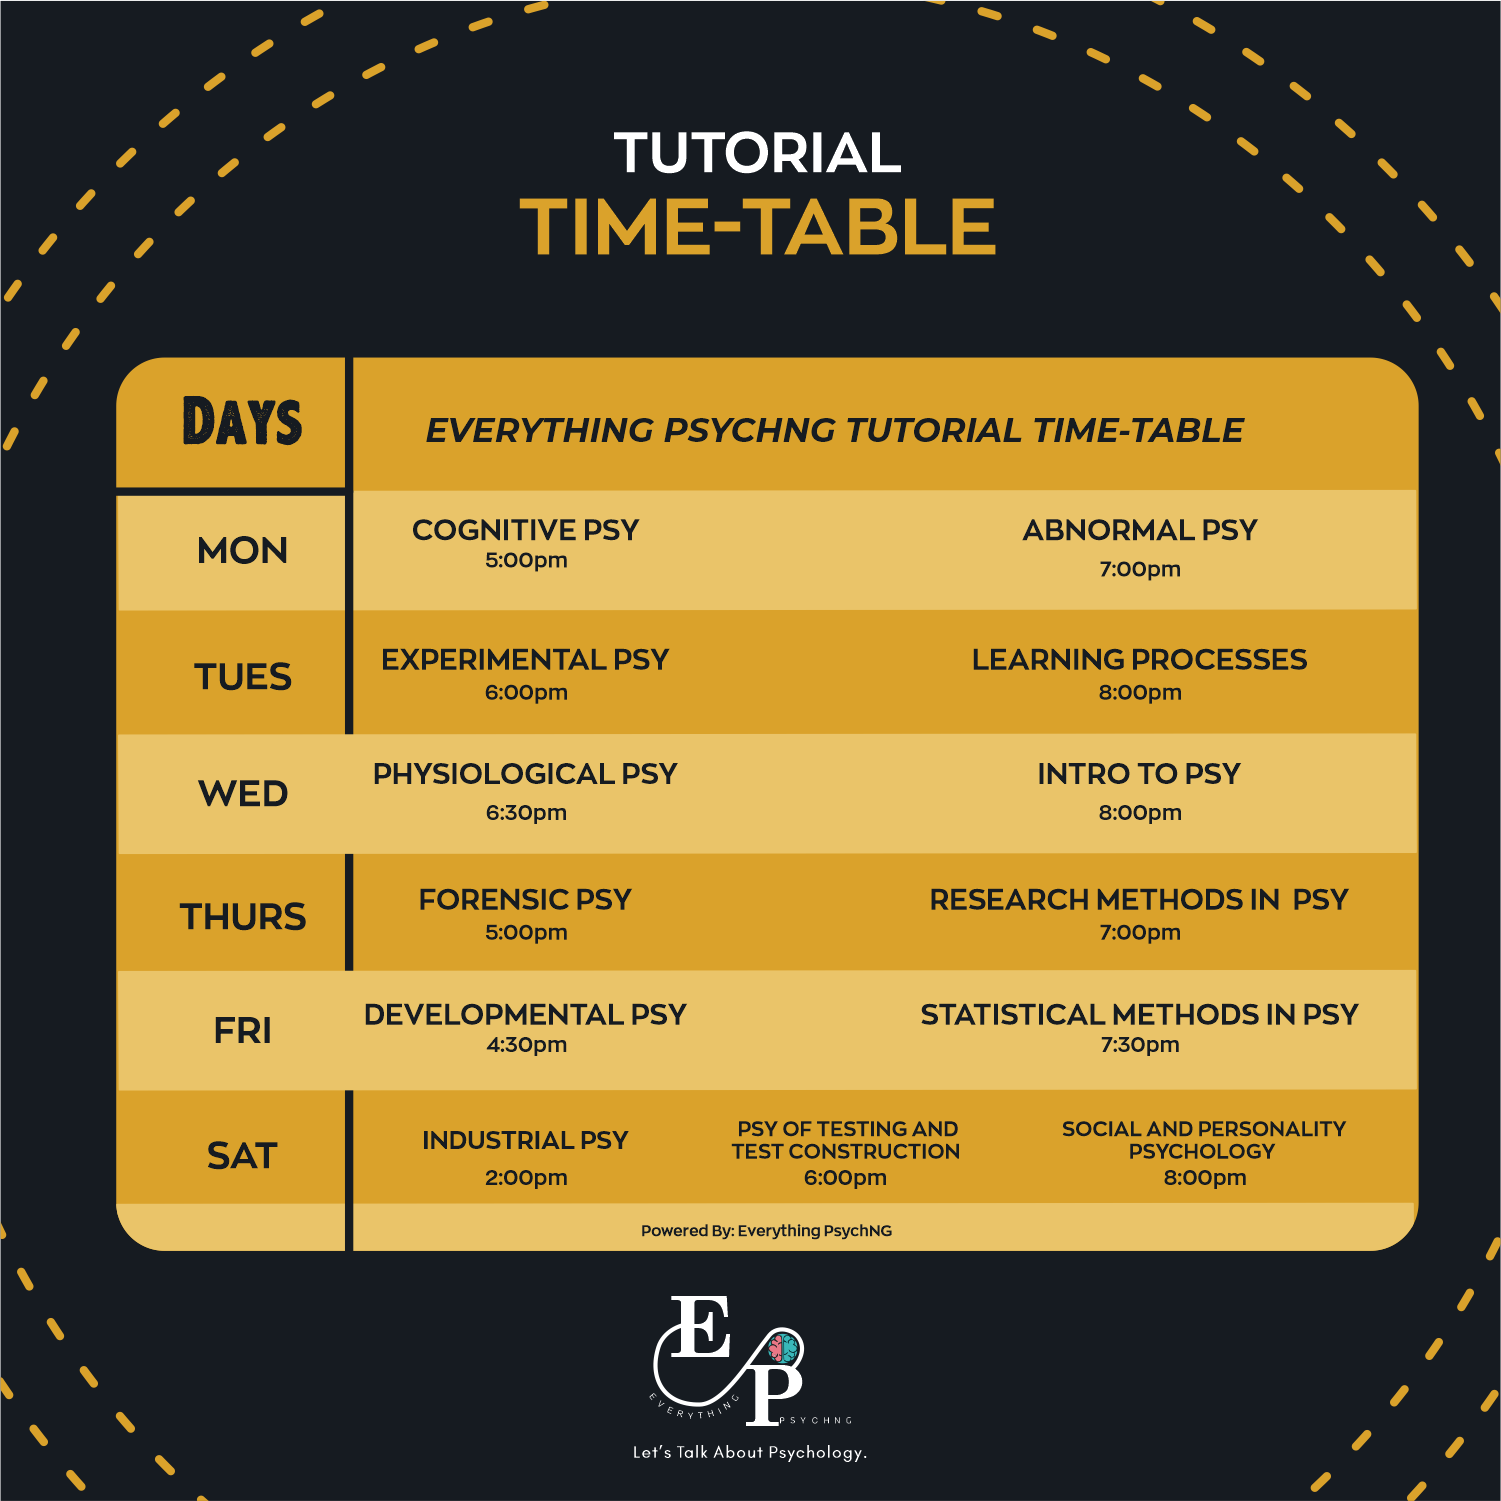 TUTORIAL
TIME-TABLE
DAYS
EVERYTHING PSYCHNG TUTORIAL TIME-TABLE
MON
COGNITIVE PSY
5:00pm
ABNORMAL PSY
7:00pm
TUES
EXPERIMENTAL PSY
6:00pm
LEARNING PROCESSES
8:00pm
WED
PHYSIOLOGICAL PSY
6:30pm
INTRO TO PSY
8:00pm
THURS
FORENSIC PSY
5:00pm
RESEARCH METHODS IN PSY
7:00pm
FRI
DEVELOPMENTAL PSY
4:30pm
STATISTICAL METHODS IN PSY
7:30pm
SAT
INDUSTRIAL PSY
2:00pm
PSY OF TESTING AND
TEST CONSTRUCTION
6:00pm
SOCIAL AND PERSONALITY
PSYCHOLOGY
8:00pm
Powered By: Everything PsychNG
E
P
EVERYTHING
PSYCHNG
Let's Talk About Psychology.